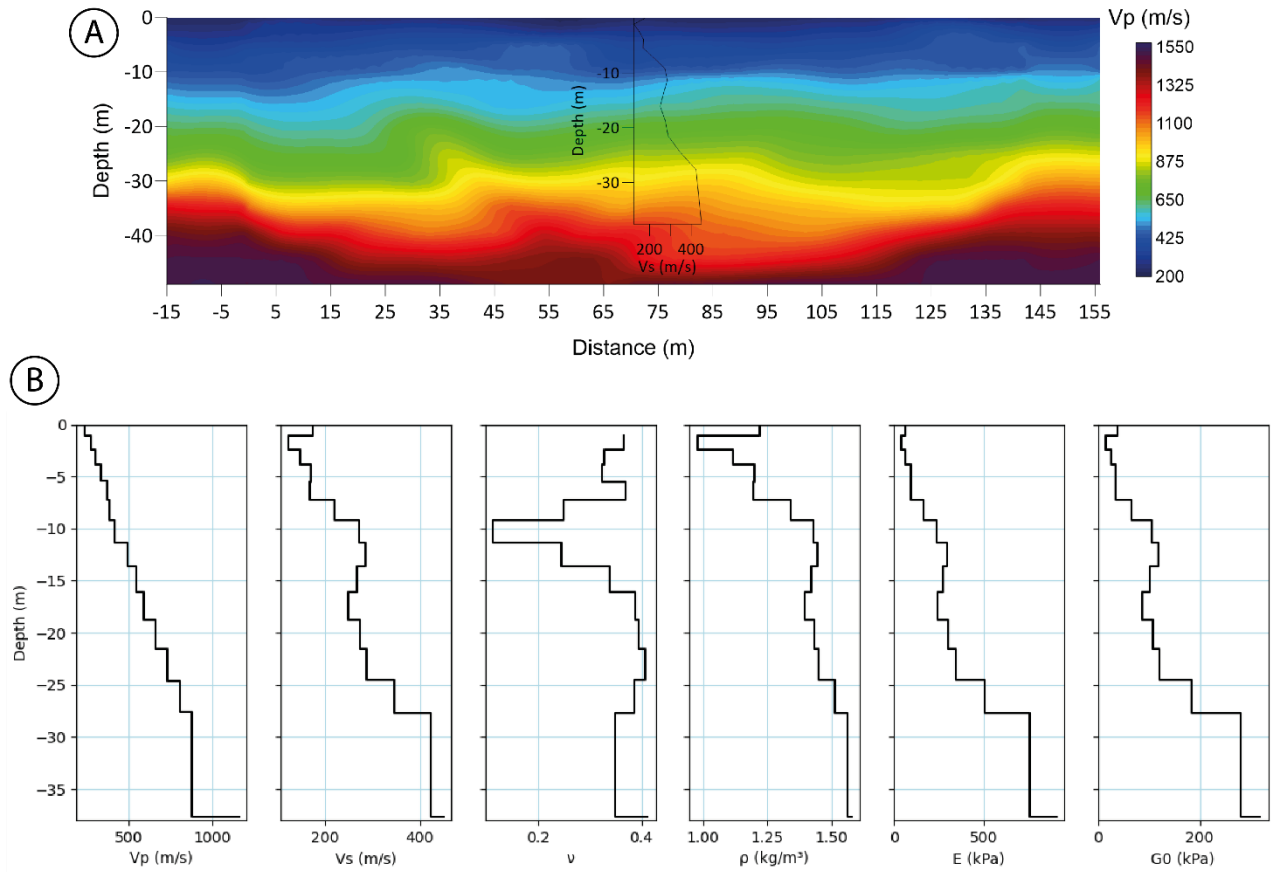 A
Vp (m/s)
0
-10
-20
-30
-40
Depth (m)
-10
-20
-30
Depth (m)
200 400
Vs (m/s)
1550
1325
1100
875
650
425
200
-15 -5 5 15 25 35 45 55 65 75 85 95 105 115 125 135 145 155
Distance (m)
B
0
−5
−10
−15
−20
−25
−30
−35
Depth (m)
500 1000
Vp (m/s)
200 400
Vs (m/s)
0.2 0.4
ν
1.00 1.25 1.50
ρ (kg/m³)
0 500
E (kPa)
0 200
G0 (kPa)